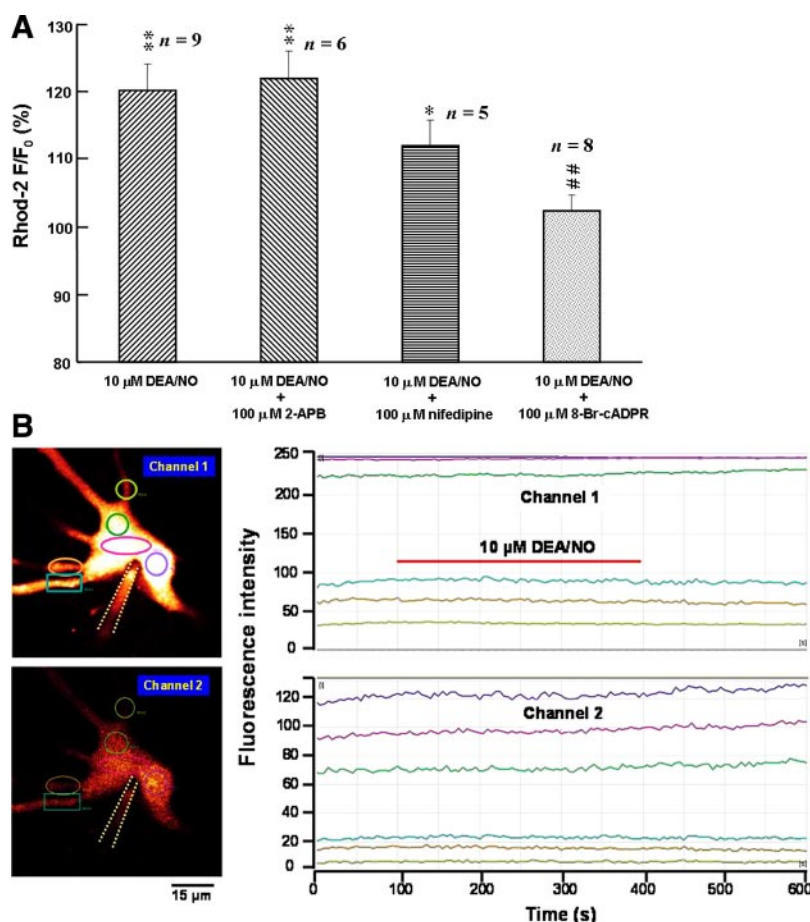 A
130
120
110
100
90
80
Rhod-2 F/F0 (%)
** n = 9
** n = 6
* n = 5
n = 8
##
10 µM DEA/NO
10 µM DEA/NO
+
100 µM 2-APB
10 µM DEA/NO
+
100 µM nifedipine
10 µM DEA/NO
+
100 µM 8-Br-cADPR
B
Channel 1
Channel 2
15 µm
Fluorescence intensity
250
200
150
100
50
0
Channel 1
10 µM DEA/NO
[s]
120
100
80
60
40
20
0
Channel 2
[s]
0 100 200 300 400 500 600
Time (s)